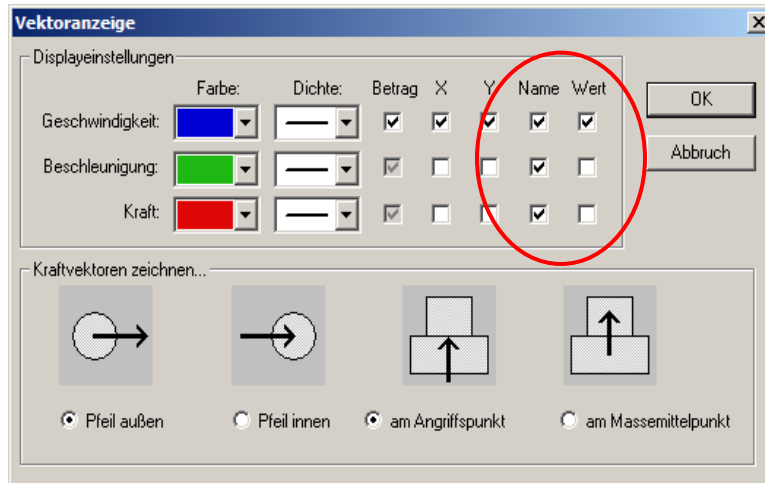 Vektoranzeige
Displayeinstellungen
Farbe: Dichte: Betrag X Y Name Wert
Geschwindigkeit:
Beschleunigung:
Kraft:
OK
Abbruch
Kraftvektoren zeichnen...
Pfeil außen Pfeil innen am Angriffspunkt am Massemittelpunkt